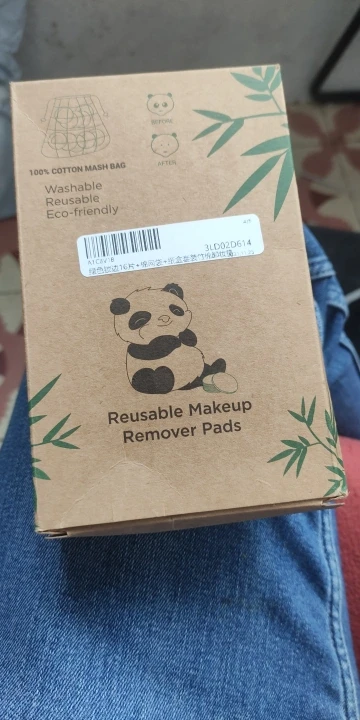 BEFORE
AFTER
100% COTTON MASH BAG
Washable
Reusable
Eco-friendly
3LD02D614
Reusable Makeup
Remover Pads